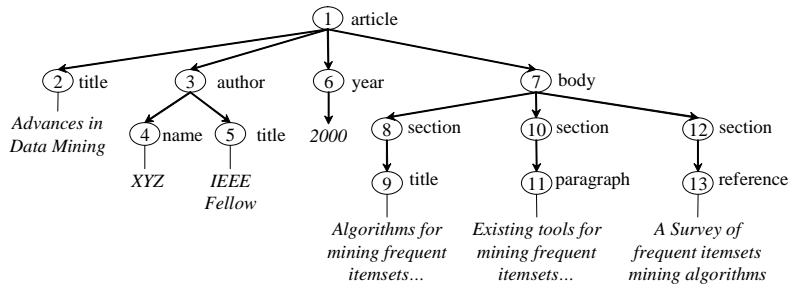 1 article
2 title
3 author
6 year
7 body
Advances in
Data Mining
4 name
5 title
2000
8 section
10 section
12 section
XYZ
IEEE
Fellow
9 title
11 paragraph
13 reference
Algorithms for
mining frequent
itemsets...
Existing tools for
mining frequent
itemsets...
A Survey of
frequent itemsets
mining algorithms